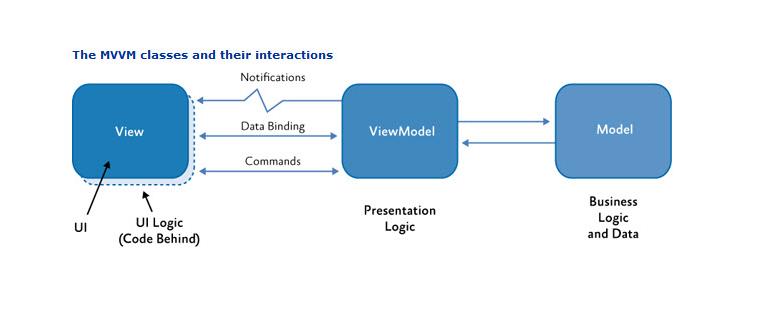 The MVVM classes and their interactions
Notifications
View
Data Binding
ViewModel
Model
Commands
UI
UI Logic
(Code Behind)
Presentation
Logic
Business
Logic
and Data